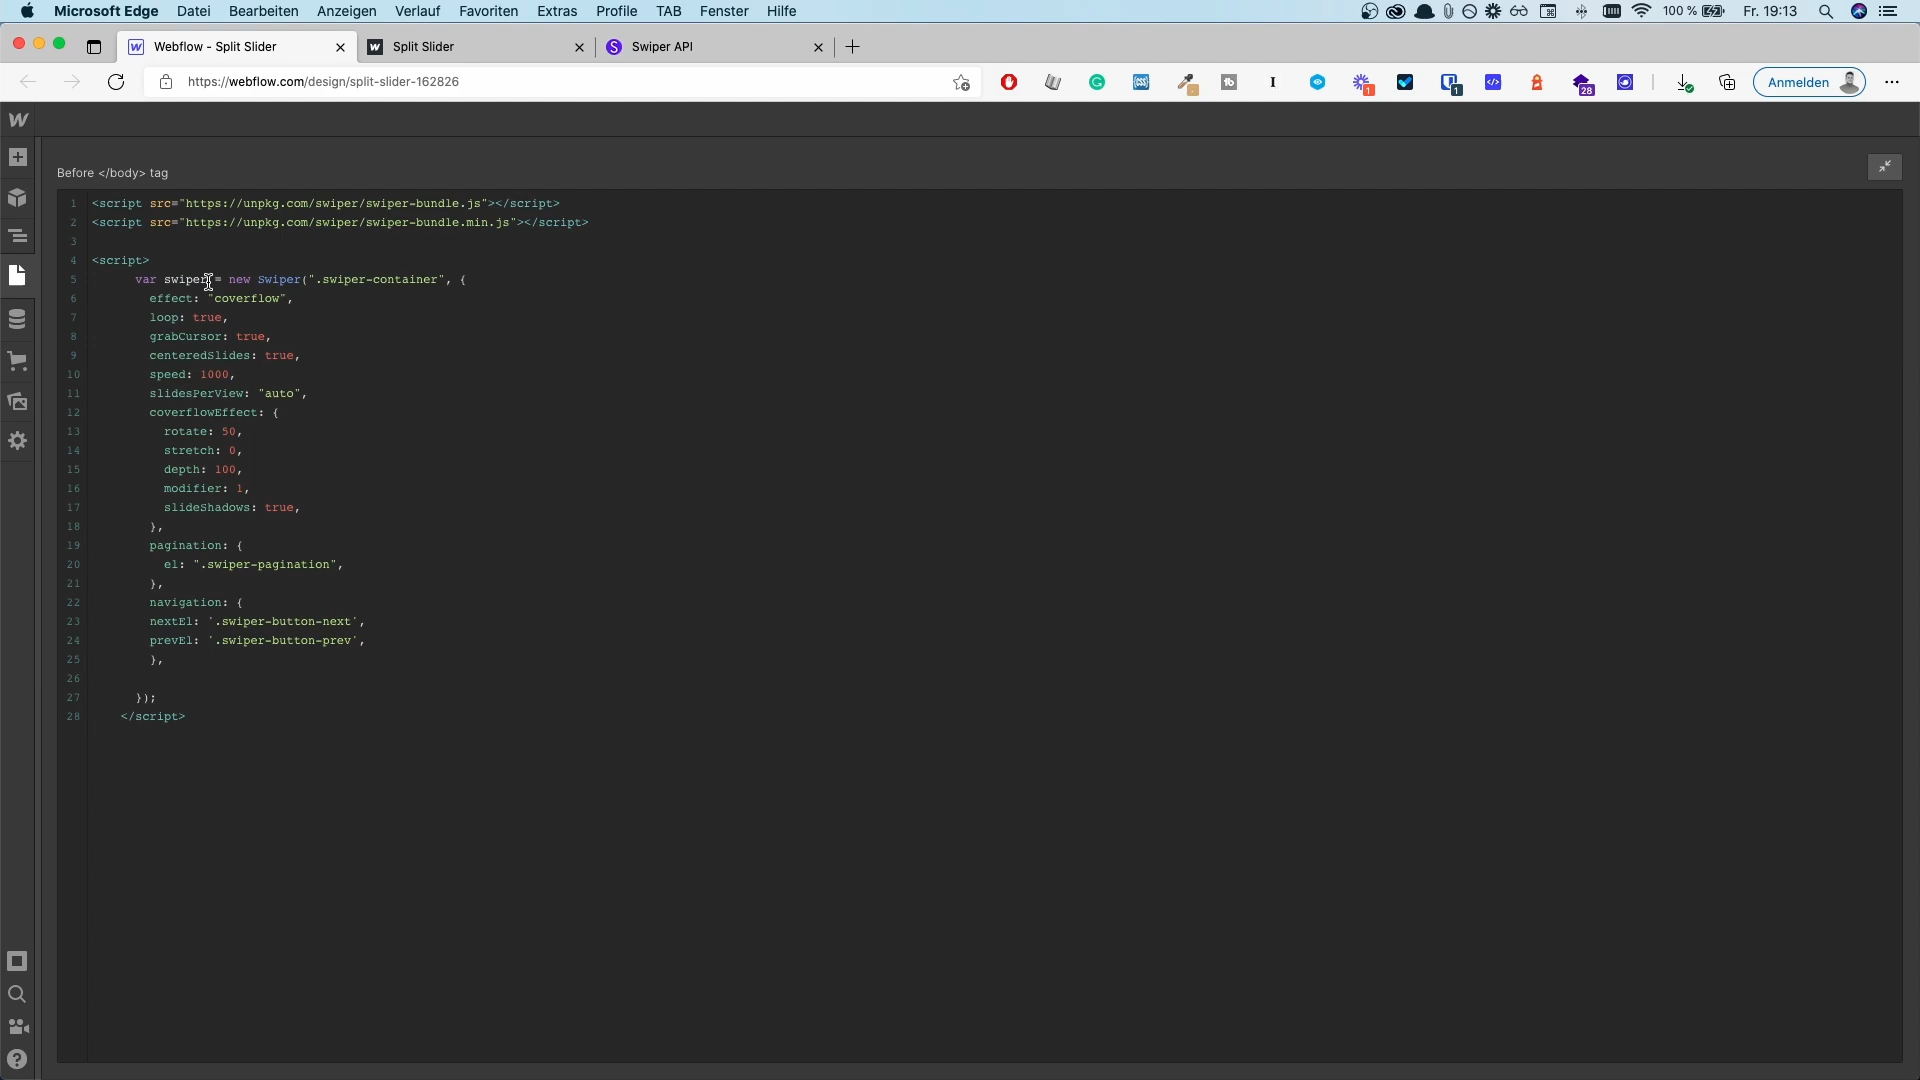 Microsoft Edge Datei Bearbeiten Anzeigen Verlauf Favoriten Extras Profile TAB Fenster Hilfe 100 % Fr. 19:13
Webflow - Split Slider Split Slider Swiper API
https://webflow.com/design/split-slider-162826 Anmelden
Before </body> tag
1 <script src="https://unpkg.com/swiper/swiper-bundle.js"></script>
2 <script src="https://unpkg.com/swiper/swiper-bundle.min.js"></script>
3
4 <script>
5 var swiper = new Swiper(".swiper-container", {
6 effect: "coverflow",
7 loop: true,
8 grabCursor: true,
9 centeredSlides: true,
10 speed: 1000,
11 slidesPerView: "auto",
12 coverflowEffect: {
13 rotate: 50,
14 stretch: 0,
15 depth: 100,
16 modifier: 1,
17 slideShadows: true,
18 },
19 pagination: {
20 el: ".swiper-pagination",
21 },
22 navigation: {
23 nextEl: '.swiper-button-next',
24 prevEl: '.swiper-button-prev',
25 },
26
27 });
28 </script>